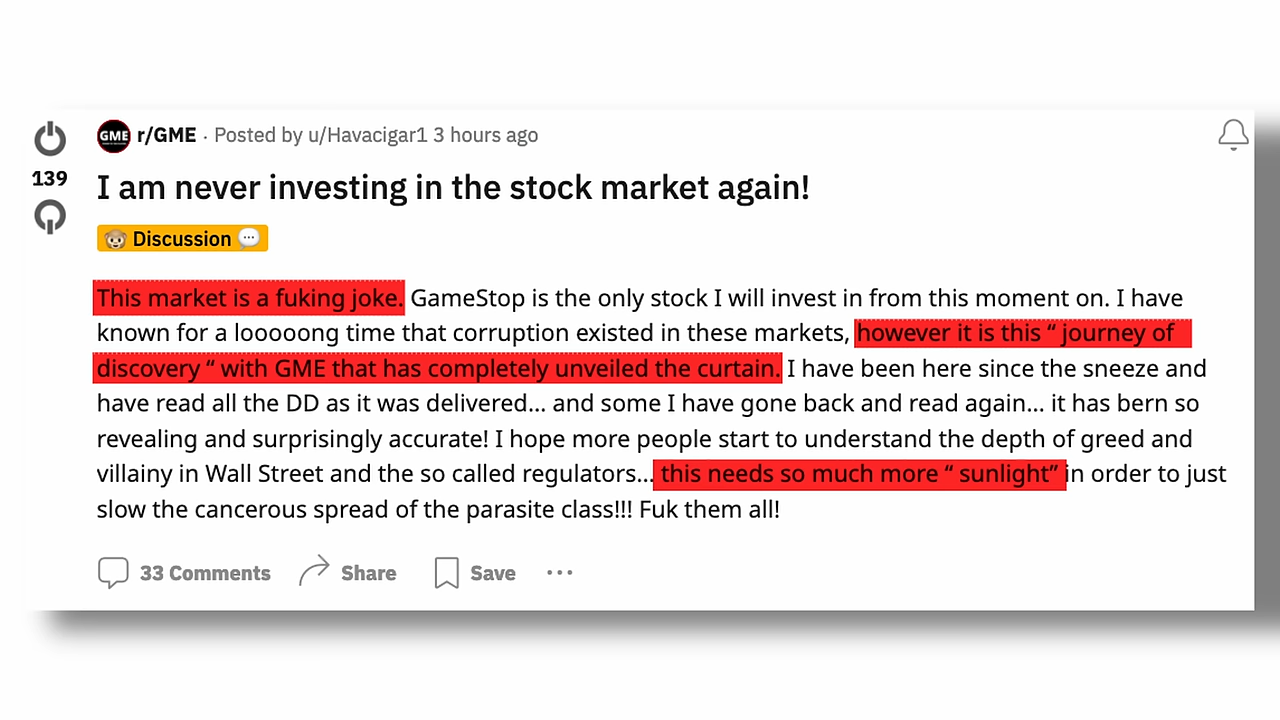 GME r/GME · Posted by u/Havacigar1 3 hours ago
139
I am never investing in the stock market again!
🐵 Discussion 💬
This market is a fuking joke. GameStop is the only stock I will invest in from this moment on. I have
known for a looooong time that corruption existed in these markets, however it is this “ journey of
discovery “ with GME that has completely unveiled the curtain. I have been here since the sneeze and
have read all the DD as it was delivered... and some I have gone back and read again... it has bern so
revealing and surprisingly accurate! I hope more people start to understand the depth of greed and
villainy in Wall Street and the so called regulators... this needs so much more “ sunlight” in order to just
slow the cancerous spread of the parasite class!!! Fuk them all!
33 Comments Share Save ...